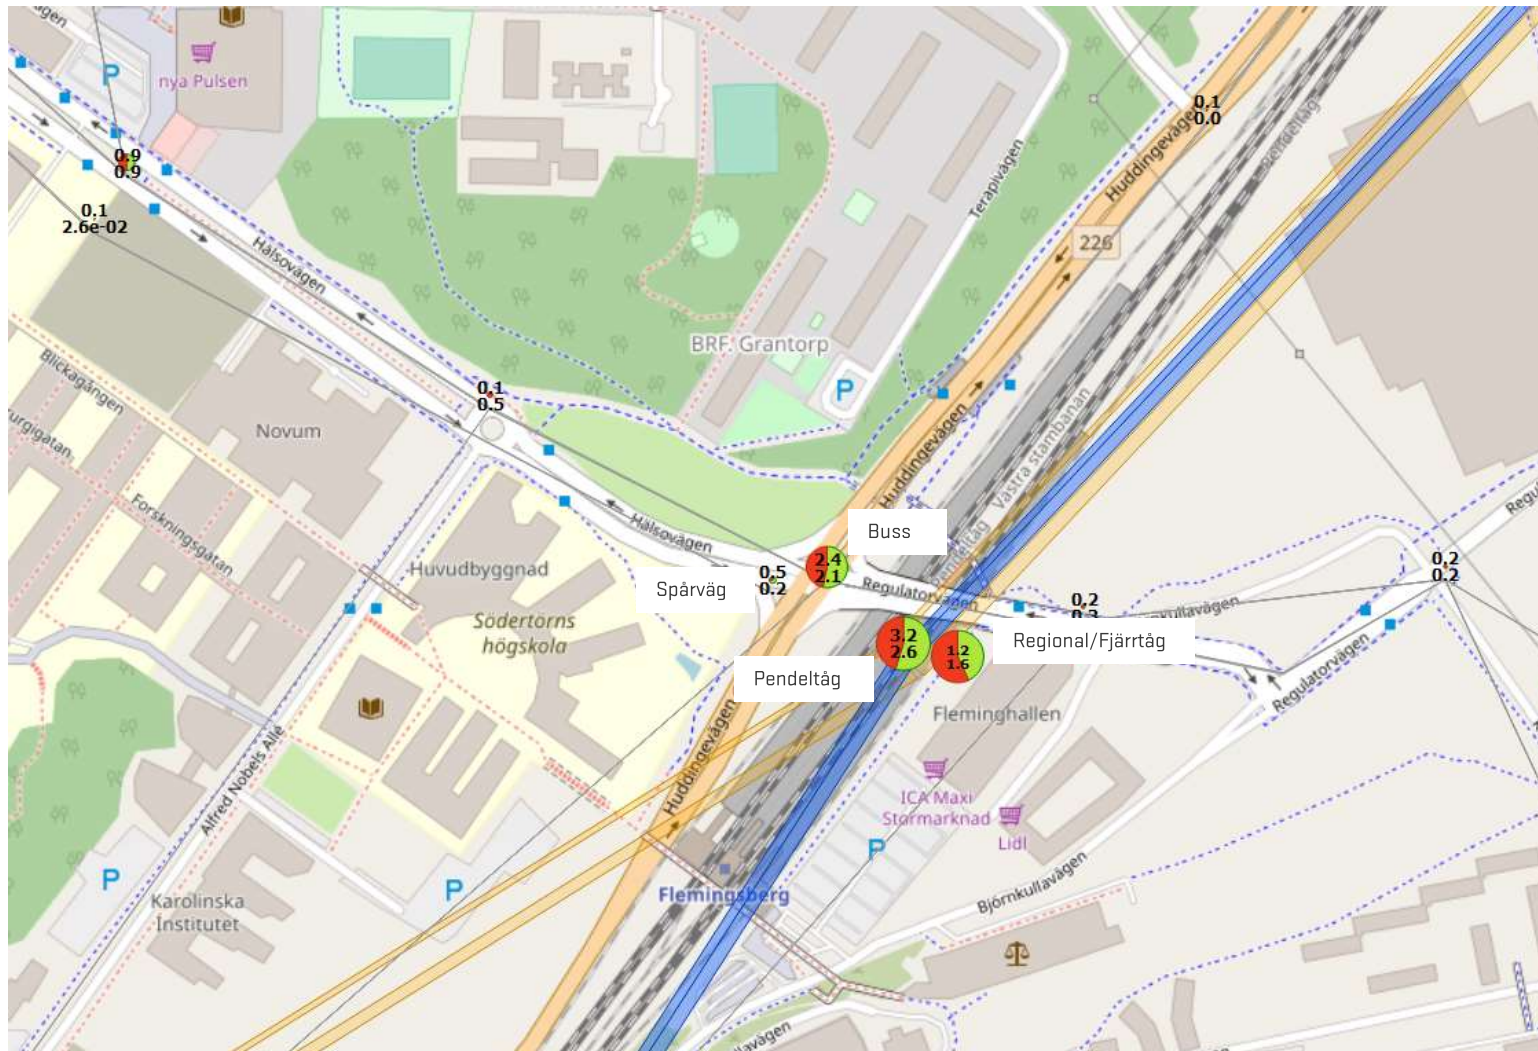 nya Pulsen
P
0.1
0.0
Huddingevägen
Pendeltåg
0.9
0.9
0.1
2.6e-02
Hälsovägen
Terapivägen
226
BRF. Grantorp
P
Blickagången
0.1
0.5
Novum
Västra stambanan
Huddingevägen
Forskningsgatan
Hälsovägen
Buss
2.4
2.1
Pendeltåg
Huvudbyggnad
Spårväg
0.5
0.2
Regulatorvägen
0.2
0.2
0.2
0.3
Södertörns
högskola
3.2
2.6
1.2
1.6
Regional/Fjärrtåg
Pendeltåg
Regulatorvägen
Fleminghallen
Huddingevägen
Alfred Nobels Allé
ICA Maxi
Stormarknad
Lidl
P
P
P
Flemingsberg
Björnkullavägen
Karolinska
Institutet